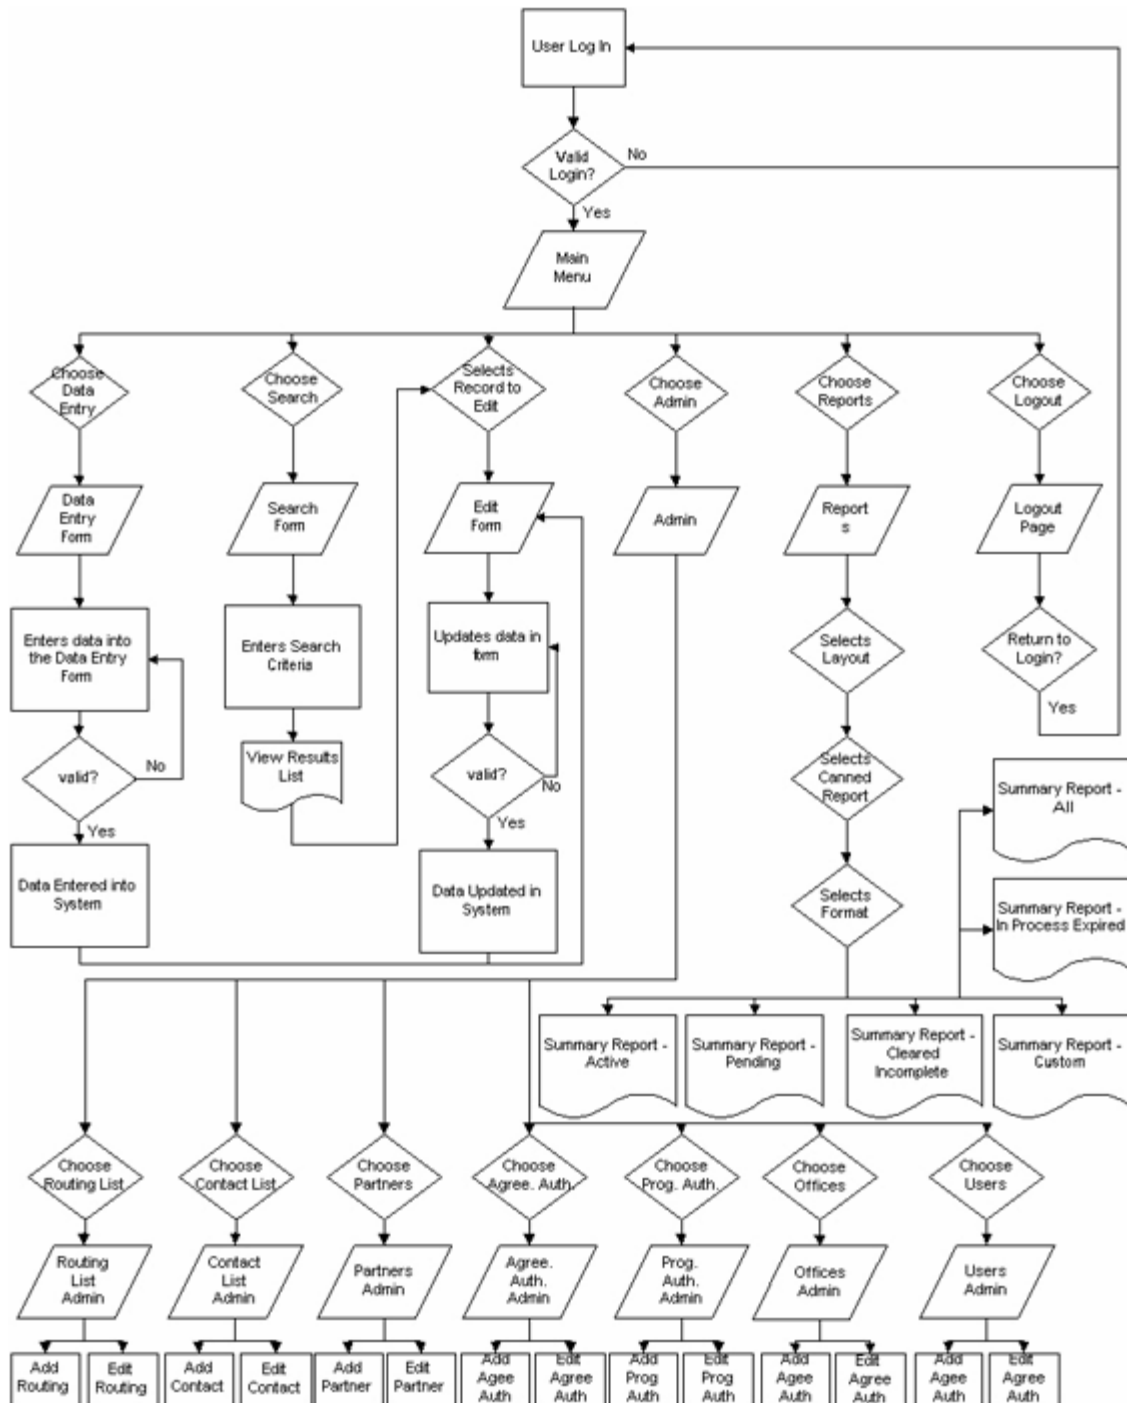 User Log In
Valid
Login?
No
Yes
Main
Menu
Choose
Data
Entry
Choose
Search
Selects
Record to
Edit
Choose
Admin
Choose
Reports
Choose
Logout
Data
Entry
Form
Search
Form
Edit
Form
Admin
Report
s
Logout
Page
Enters data into
the Data Entry
Form
Enters Search
Criteria
Updates data in
form
Selects
Layout
Return to
Login?
Yes
valid?
No
View Results
List
valid?
No
Selects
Canned
Report
Summary Report -
All
Yes
Yes
Data Entered into
System
Data Updated in
System
Selects
Format
Summary Report -
In Process Expired
Summary Report -
Active
Summary Report -
Pending
Summary Report -
Cleared
Incomplete
Summary Report -
Custom
Choose
Routing List
Choose
Contact List
Choose
Partners
Choose
Agree. Auth.
Choose
Prog. Auth.
Choose
Offices
Choose
Users
Routing
List
Admin
Contact
List
Admin
Partners
Admin
Agree.
Auth.
Admin
Prog.
Auth.
Admin
Offices
Admin
Users
Admin
Add
Routing
Edit
Routing
Add
Contact
Edit
Contact
Add
Partner
Edit
Partner
Add
Agee
Auth
Edit
Agree
Auth
Add
Prog
Auth
Edit
Prog
Auth
Add
Agee
Auth
Edit
Agree
Auth
Add
Agee
Auth
Edit
Agree
Auth